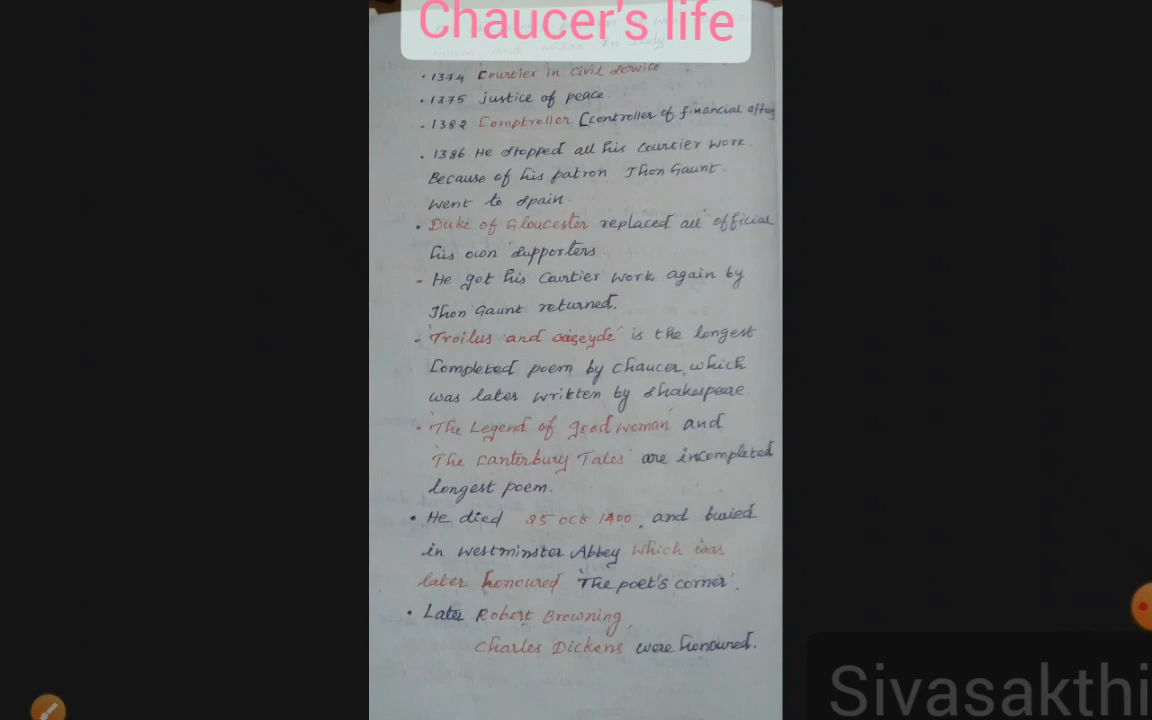 Chaucer's life
• 1374 Courtier in civil service
• 1375 justice of peace.
• 1382 Comptroller [controller of financial
• 1386 He stopped all his courtier work.
Because of his patron Jhon Gaunt
went to spain.
• Duke of Gloucester replaced all official
his own supporters.
- He got his courtier work again by
Jhon Gaunt returned.
- 'Troilus and criseyde' is the longest
Completed poem by chaucer, which
was later written by Shakespeare
• 'The Legend of good woman' and
'The Canterbury Tales' are incompleted
longest poem.
• He died 25 oct 1400, and buried
in westminster Abbey which was
later honoured 'The poet's corner'.
• Later Robert Browning,
Charles Dickens were honoured.
Sivasakthi